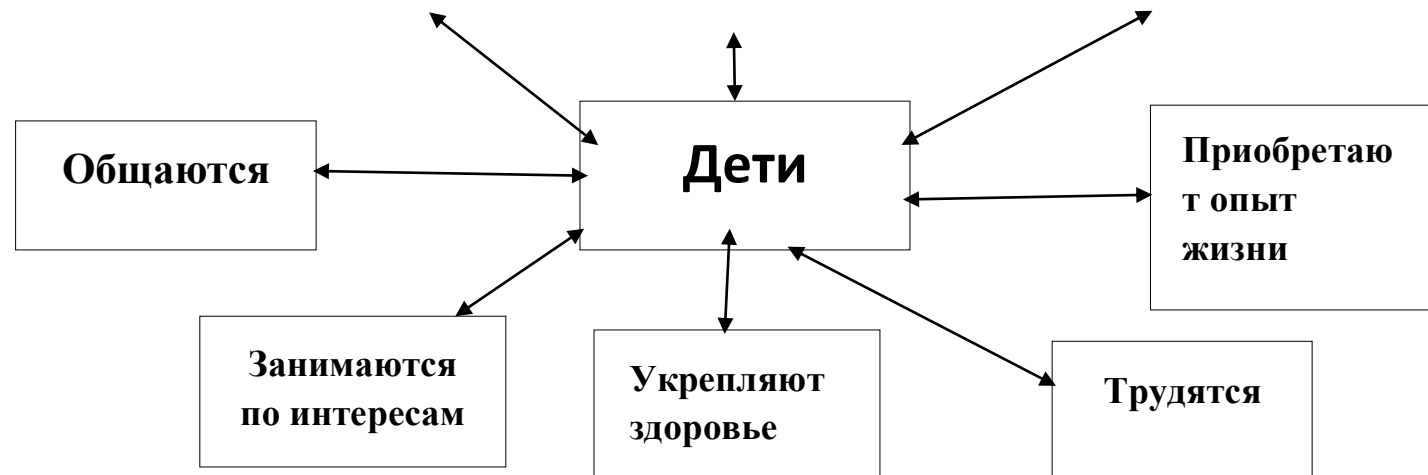 Дети
Общаются
Приобретаю
т опыт
жизни
Занимаются
по интересам
Укрепляют
здоровье
Трудятся